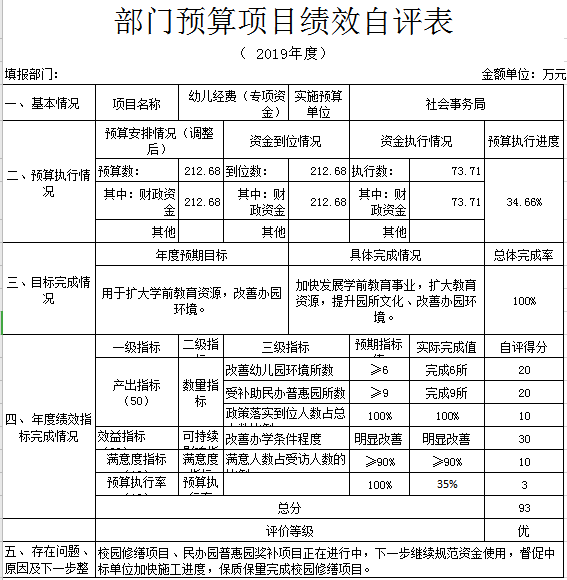 部门预算项目绩效自评表
（ 2019年度）
填报部门：
金额单位：万元
一、基本情况
项目名称
幼儿经费（专项资
金）
实施预算
单位
社会事务局
二、预算执行情
况
预算安排情况（调整
后）
资金到位情况
资金执行情况
预算执行进度
预算数：
212.68
到位数：
212.68
执行数：
73.71
34.66%
其中：财政
资金
212.68
其中：财
政资金
212.68
其中：财
政资金
73.71
其他
其他
其他
三、目标完成情
况
年度预期目标
具体完成情况
总体完成率
用于扩大学前教育资源，改善办园
环境。
加快发展学前教育事业，扩大教育
资源，提升园所文化、改善办园环
境。
100%
四、年度绩效指
标完成情况
一级指标
二级指
三级指标
预期指标
实际完成值
自评得分
产出指标
（50）
数量指
标
改善幼儿园环境所数
≥6
完成6所
20
受补助民办普惠园所数
≥9
完成9所
20
政策落实到位人数占总
100%
100%
10
效益指标
可持续
改善办学条件程度
明显改善
明显改善
30
满意度指标
满意度
满意人数占受访人数的
≥90%
≥90%
10
预算执行率
预算执
100%
35%
3
总分
93
评价等级
优
五、存在问题、
原因及下一步整
校园修缮项目、民办园普惠园奖补项目正在进行中，下一步继续规范资金使用，督促中
标单位加快施工进度，保质保量完成校园修缮项目。